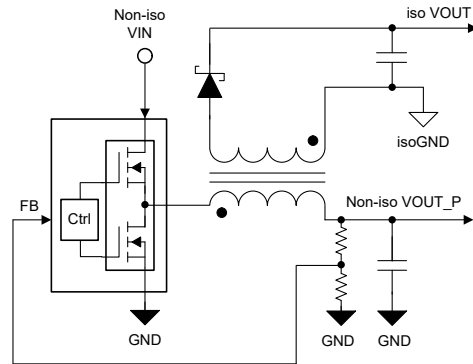 Non-iso
VIN
iso VOUT
isoGND
Non-iso VOUT_P
FB
Ctrl
GND
GND
GND